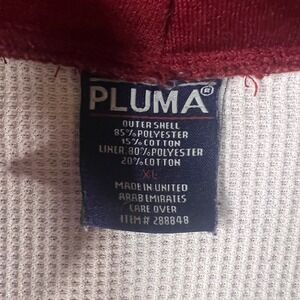 PLUMA®
OUTER SHELL
85% POLYESTER
15% COTTON
LINER 80% POLYESTER
20% COTTON
XL
MADE IN UNITED
ARAB EMIRATES
CARE OVER
ITEM # 288848